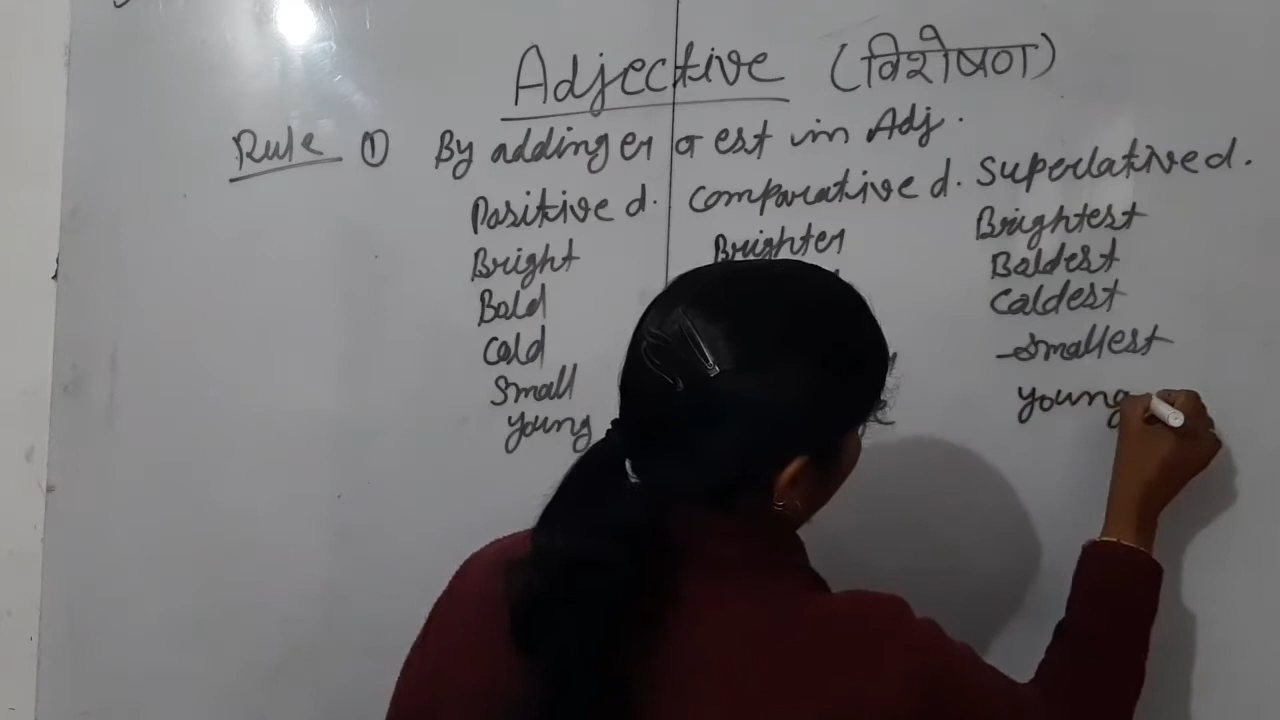 Adjective (विशेषण)
Rule ① By adding er or est in Adj.
Positive d. Comparative d. Superlative d.
Bright Brighter Brightest
Bold Boldest
Cold Coldest
Small Smallest
Young Young